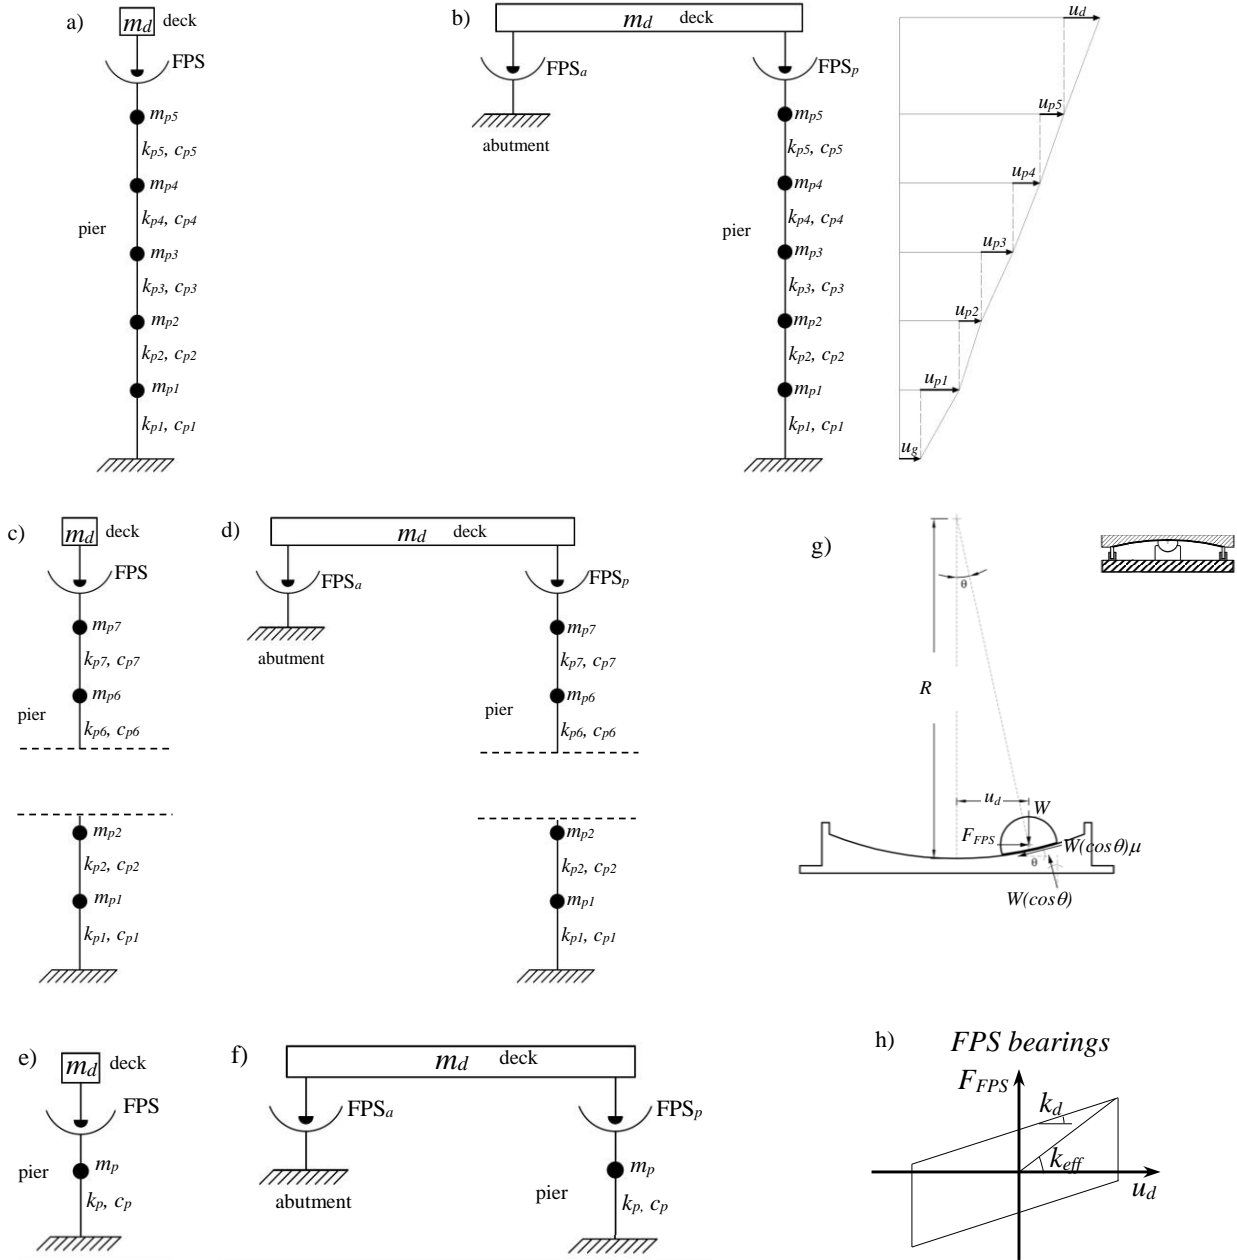 a)
m_d deck
FPS
m_p5
k_p5, c_p5
m_p4
k_p4, c_p4
pier
m_p3
k_p3, c_p3
m_p2
k_p2, c_p2
m_p1
k_p1, c_p1
b)
m_d deck
FPS_a
FPS_p
abutment
m_p5
k_p5, c_p5
m_p4
k_p4, c_p4
pier
m_p3
k_p3, c_p3
m_p2
k_p2, c_p2
m_p1
k_p1, c_p1
u_d
u_p5
u_p4
u_p3
u_p2
u_p1
u_g
c)
m_d deck
FPS
m_p7
k_p7, c_p7
m_p6
pier
k_p6, c_p6
m_p2
k_p2, c_p2
m_p1
k_p1, c_p1
d)
m_d deck
FPS_a
FPS_p
abutment
m_p7
k_p7, c_p7
m_p6
pier
k_p6, c_p6
m_p2
k_p2, c_p2
m_p1
k_p1, c_p1
g)
θ
R
u_d
W
F_FPS
W(cosθ)μ
θ
W(cosθ)
e)
m_d deck
FPS
pier
m_p
k_p, c_p
f)
m_d deck
FPS_a
FPS_p
abutment
m_p
pier
k_p, c_p
h)
FPS bearings
F_FPS
k_d
k_eff
u_d